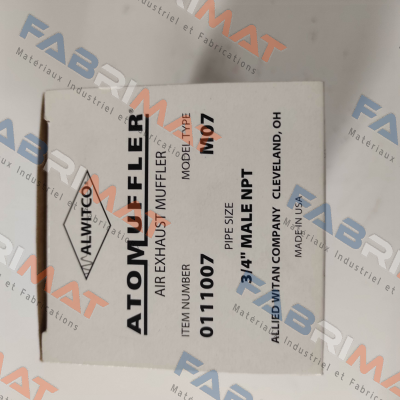 ALWITCO®
ATOMUFFLER®
AIR EXHAUST MUFFLER
ITEM NUMBER MODEL TYPE
0111007 M07
PIPE SIZE
3/4" MALE NPT
ALLIED WITAN COMPANY CLEVELAND, OH
MADE IN USA
FABRIMAT
Matériaux Industriel et Fabrications